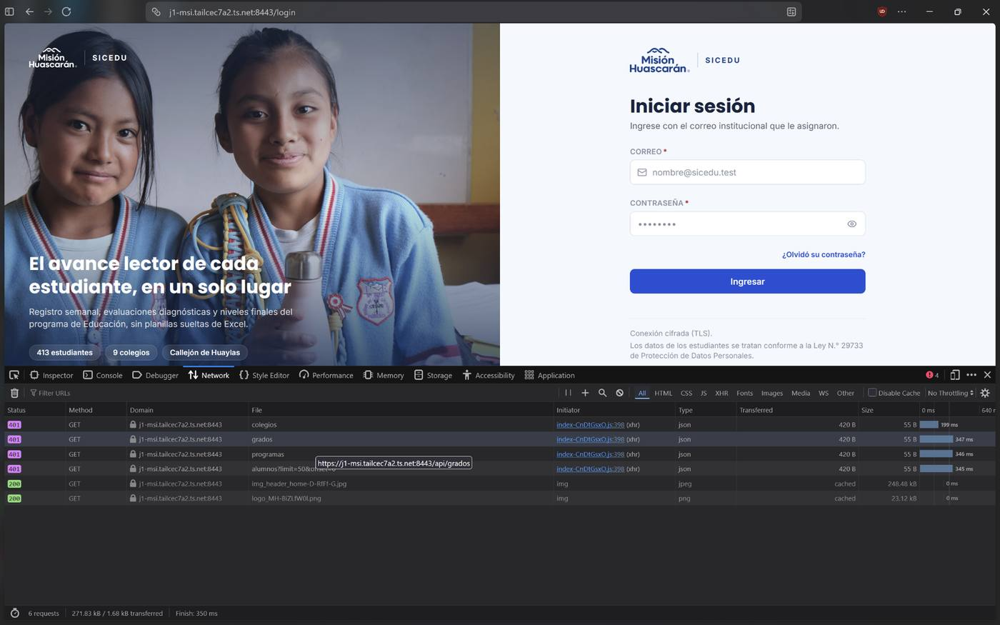 j1-msi.tailcec7a2.ts.net:8443/login
Misión
Huascarán
SICEDU
El avance lector de cada
estudiante, en un solo lugar
Registro semanal, evaluaciones diagnósticas y niveles finales del
programa de Educación, sin planillas sueltas de Excel.
413 estudiantes 9 colegios Callejón de Huaylas
Misión
Huascarán
SICEDU
Iniciar sesión
Ingrese con el correo institucional que le asignaron.
CORREO *
nombre@sicedu.test
CONTRASEÑA *
••••••••
¿Olvidó su contraseña?
Ingresar
Conexión cifrada (TLS).
Los datos de los estudiantes se tratan conforme a la Ley N.° 29733
de Protección de Datos Personales.
Inspector Console Debugger Network Style Editor Performance Memory Storage Accessibility Application 4
Filter URLs All HTML CSS JS XHR Fonts Images Media WS Other Disable Cache No Throttling
Status Method Domain File Initiator Type Transferred Size 0 ms 640 r
401 GET j1-msi.tailcec7a2.ts.net:8443 colegios index-CnDtGsxO.js:398 (xhr) json 420 B 55 B 199 ms
401 GET j1-msi.tailcec7a2.ts.net:8443 grados index-CnDtGsxO.js:398 (xhr) json 420 B 55 B 347 ms
401 GET j1-msi.tailcec7a2.ts.net:8443 programas index-CnDtGsxO.js:398 (xhr) json 420 B 55 B 346 ms
https://j1-msi.tailcec7a2.ts.net:8443/api/grados
401 GET j1-msi.tailcec7a2.ts.net:8443 alumnos?limit=50&offset=0 index-CnDtGsxO.js:398 (xhr) json 420 B 55 B 345 ms
200 GET j1-msi.tailcec7a2.ts.net:8443 img_header_home-D-RfFf-G.jpg img jpeg cached 248.48 kB 0 ms
200 GET j1-msi.tailcec7a2.ts.net:8443 logo_MH-BiZLfW0l.png img png cached 23.12 kB 0 ms
6 requests 271.83 kB / 1.68 kB transferred Finish: 350 ms